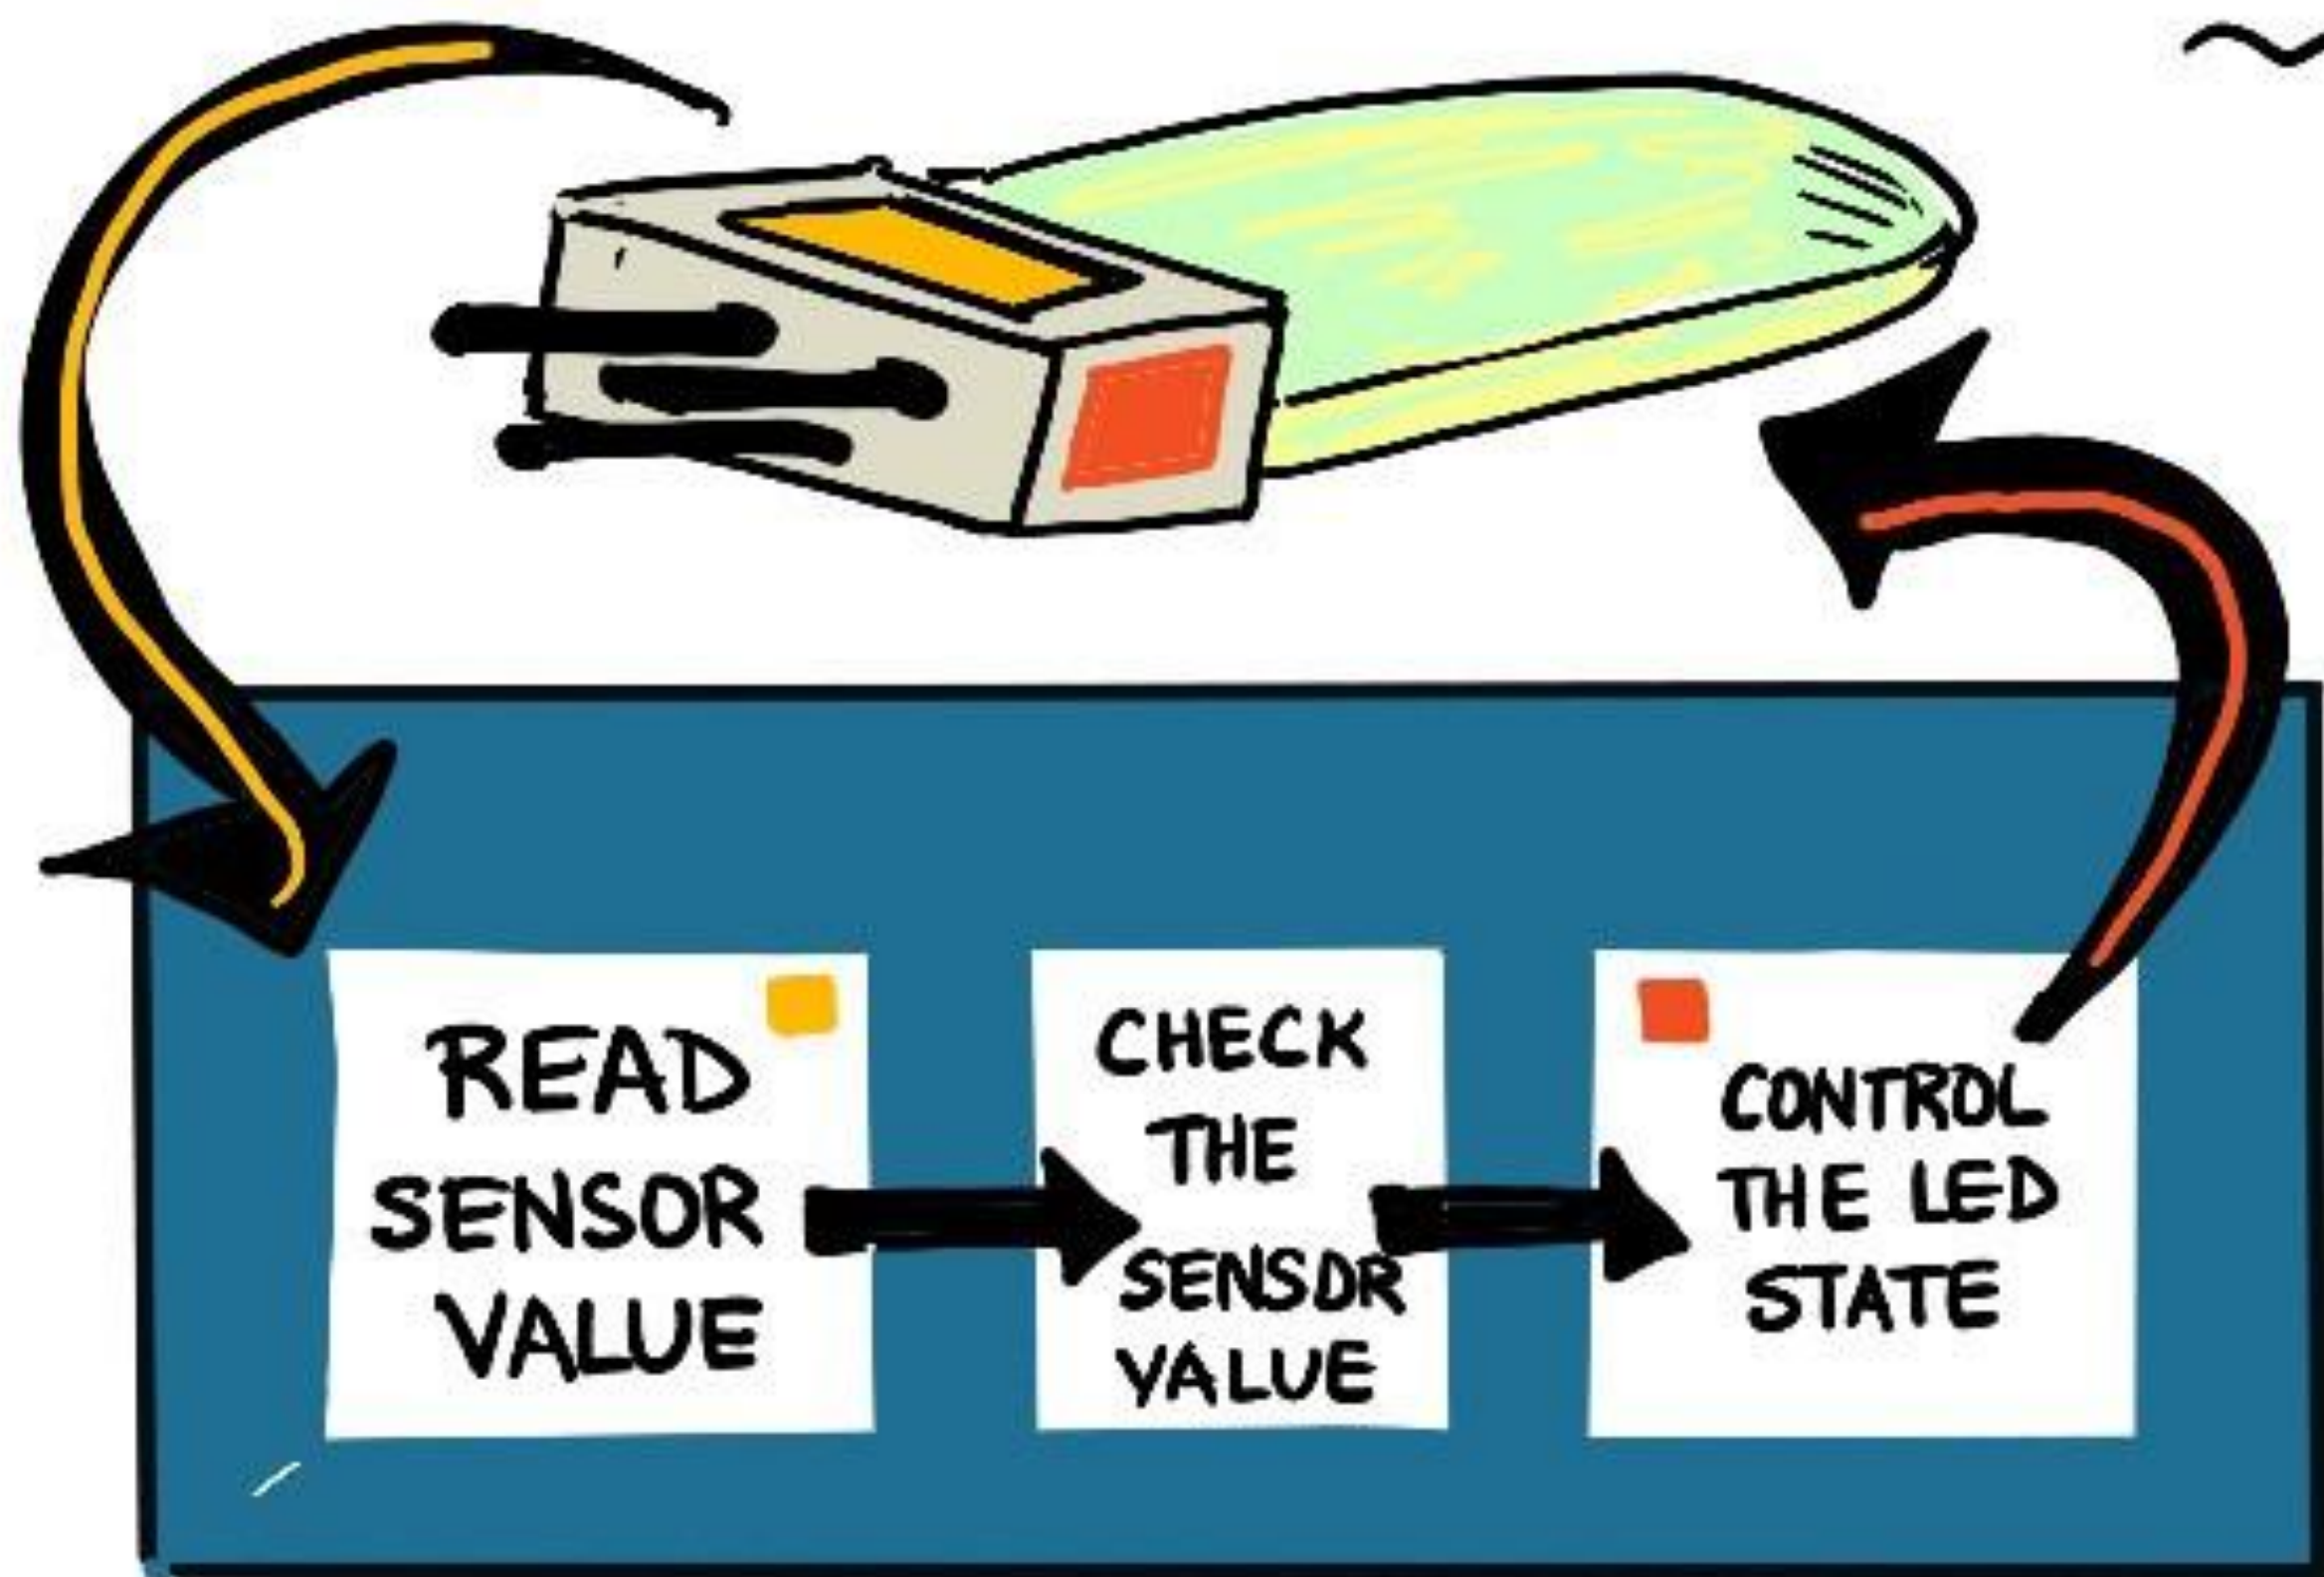 READ
SENSOR
VALUE
CHECK
THE
SENSOR
VALUE
CONTROL
THE LED
STATE